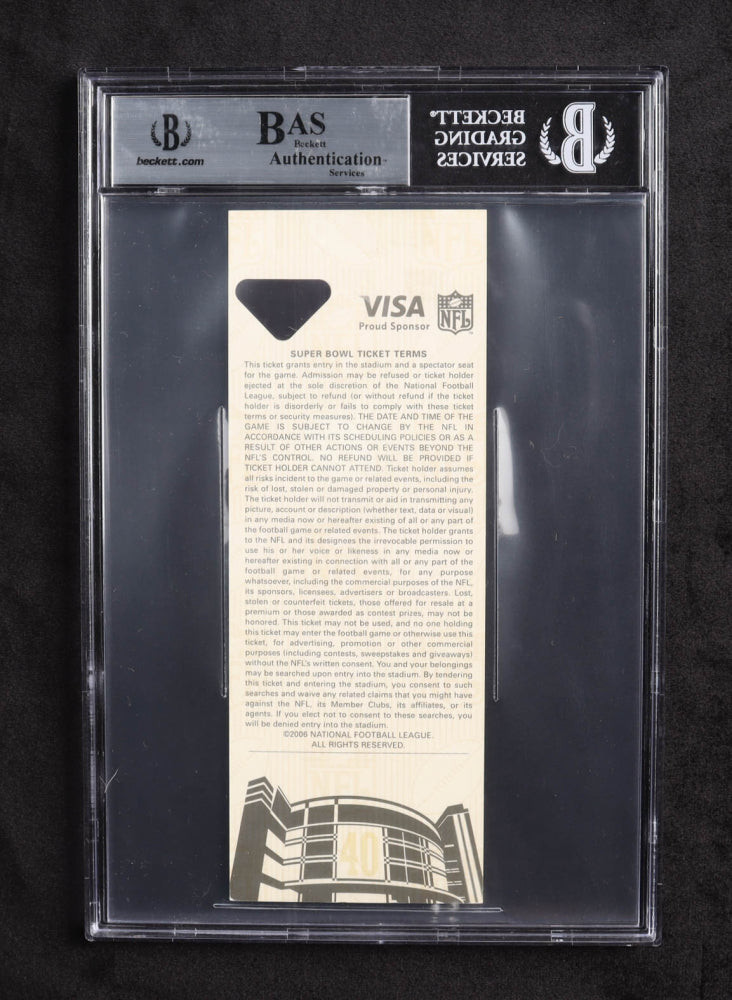 B
beckett.com
BAS
Beckett
Authentication™
Services
BECKETT®
GRADING
SERVICES
B
VISA
Proud Sponsor
NFL
SUPER BOWL TICKET TERMS
This ticket grants entry in the stadium and a spectator seat
for the game. Admission may be refused or ticket holder
ejected at the sole discretion of the National Football
League, subject to refund (or without refund if the ticket
holder is disorderly or fails to comply with these ticket
terms or security measures). THE DATE AND TIME OF THE
GAME IS SUBJECT TO CHANGE BY THE NFL IN
ACCORDANCE WITH ITS SCHEDULING POLICIES OR AS A
RESULT OF OTHER ACTIONS OR EVENTS BEYOND THE
NFL'S CONTROL. NO REFUND WILL BE PROVIDED IF
TICKET HOLDER CANNOT ATTEND. Ticket holder assumes
all risks incident to the game or related events, including the
risk of lost, stolen or damaged property or personal injury.
The ticket holder will not transmit or aid in transmitting any
picture, account or description (whether text, data or visual)
in any media now or hereafter existing of all or any part of
the football game or related events. The ticket holder grants
to the NFL and its designees the irrevocable permission to
use his or her voice or likeness in any media now or
hereafter existing in connection with all or any part of the
football game or related events, for any purpose
whatsoever, including the commercial purposes of the NFL,
its sponsors, licensees, advertisers or broadcasters. Lost,
stolen or counterfeit tickets, those offered for resale at a
premium or those awarded as contest prizes, may not be
honored. This ticket may not be used, and no one holding
this ticket may enter the football game or otherwise use this
ticket, for advertising, promotion or other commercial
purposes (including contests, sweepstakes and giveaways)
without the NFL's written consent. You and your belongings
may be searched upon entry into the stadium. By tendering
this ticket and entering the stadium, you consent to such
searches and waive any related claims that you might have
against the NFL, its Member Clubs, its affiliates, or its
agents. If you elect not to consent to these searches, you
will be denied entry into the stadium.
©2006 NATIONAL FOOTBALL LEAGUE.
ALL RIGHTS RESERVED.
NFL
40